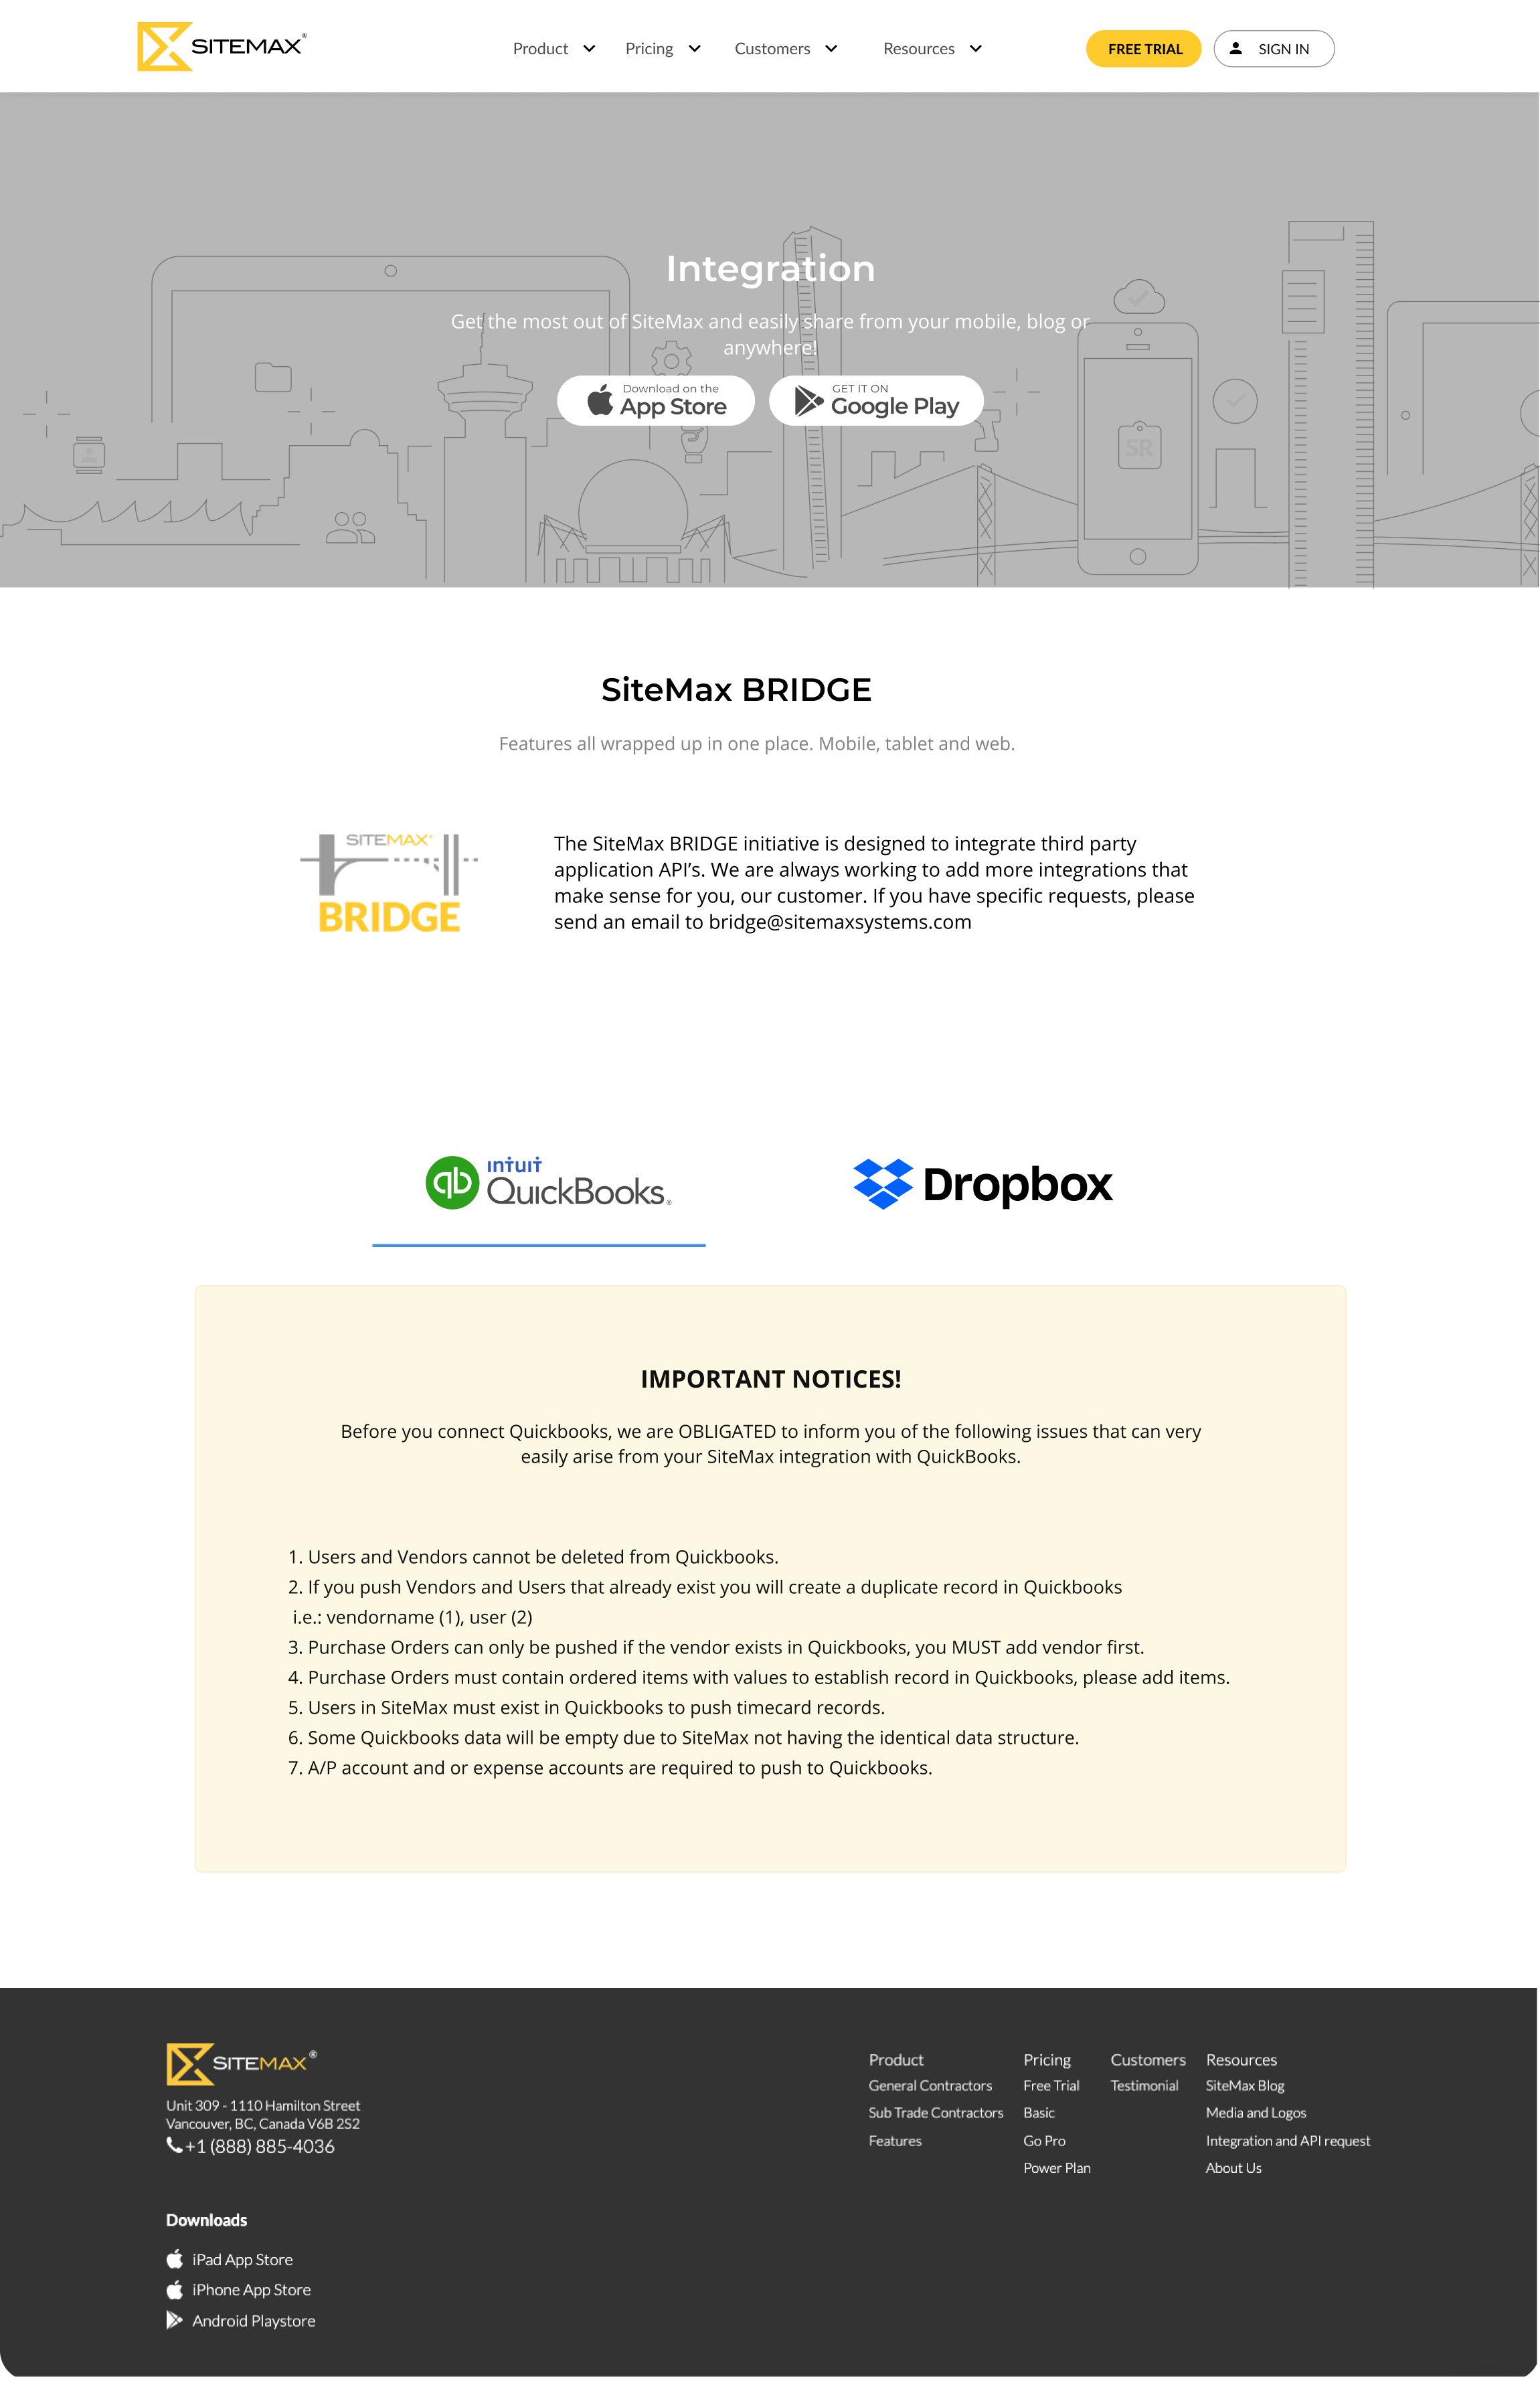 SITEMAX®
Product
Pricing
Customers
Resources
FREE TRIAL
SIGN IN
Integration
Get the most out of SiteMax and easily share from your mobile, blog or
anywhere!
Download on the
App Store
GET IT ON
Google Play
SR
SiteMax BRIDGE
Features all wrapped up in one place. Mobile, tablet and web.
SITEMAX®
BRIDGE
The SiteMax BRIDGE initiative is designed to integrate third party
application API’s. We are always working to add more integrations that
make sense for you, our customer. If you have specific requests, please
send an email to bridge@sitemaxsystems.com
qb
intuit
QuickBooks®
Dropbox
IMPORTANT NOTICES!
Before you connect Quickbooks, we are OBLIGATED to inform you of the following issues that can very
easily arise from your SiteMax integration with QuickBooks.
1. Users and Vendors cannot be deleted from Quickbooks.
2. If you push Vendors and Users that already exist you will create a duplicate record in Quickbooks
i.e.: vendorname (1), user (2)
3. Purchase Orders can only be pushed if the vendor exists in Quickbooks, you MUST add vendor first.
4. Purchase Orders must contain ordered items with values to establish record in Quickbooks, please add items.
5. Users in SiteMax must exist in Quickbooks to push timecard records.
6. Some Quickbooks data will be empty due to SiteMax not having the identical data structure.
7. A/P account and or expense accounts are required to push to Quickbooks.
SITEMAX®
Unit 309 - 1110 Hamilton Street
Vancouver, BC, Canada V6B 2S2
+1 (888) 885-4036
Downloads
iPad App Store
iPhone App Store
Android Playstore
Product
General Contractors
Sub Trade Contractors
Features
Pricing
Free Trial
Basic
Go Pro
Power Plan
Customers
Testimonial
Resources
SiteMax Blog
Media and Logos
Integration and API request
About Us